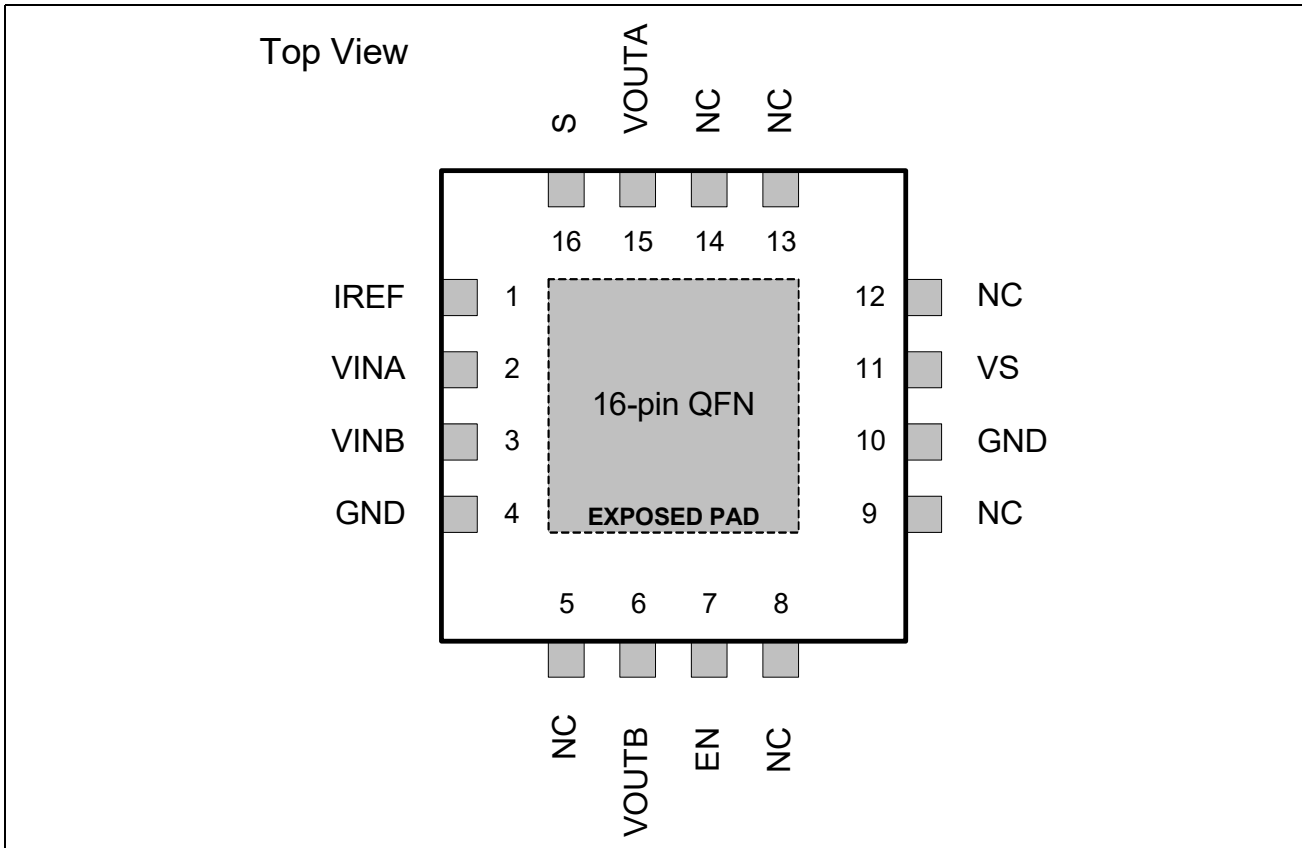 Top View
S
VOUTA
NC
NC
16 15 14 13
IREF 1
VINA 2
VINB 3
GND 4
12 NC
11 VS
10 GND
9 NC
16-pin QFN
EXPOSED PAD
5 6 7 8
NC
VOUTB
EN
NC